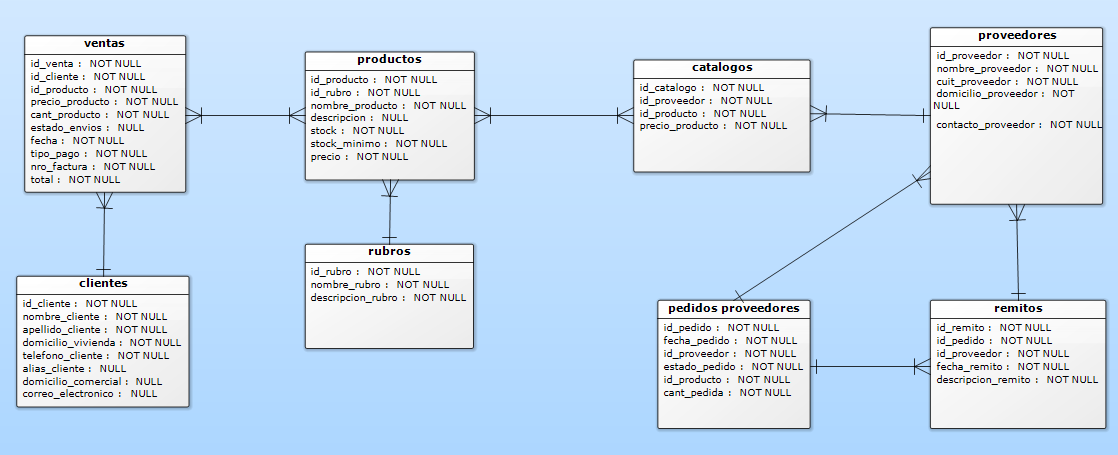 ventas
id_venta : NOT NULL
id_cliente : NOT NULL
id_producto : NOT NULL
precio_producto : NOT NULL
cant_producto : NOT NULL
estado_envios : NULL
fecha : NOT NULL
tipo_pago : NOT NULL
nro_factura : NOT NULL
total : NOT NULL
productos
id_producto : NOT NULL
id_rubro : NOT NULL
nombre_producto : NOT NULL
descripcion : NULL
stock : NOT NULL
stock_minimo : NOT NULL
precio : NOT NULL
catalogos
id_catalogo : NOT NULL
id_proveedor : NOT NULL
id_producto : NOT NULL
precio_producto : NOT NULL
proveedores
id_proveedor : NOT NULL
nombre_proveedor : NOT NULL
cuit_proveedor : NOT NULL
domicilio_proveedor : NOT
NULL
contacto_proveedor : NOT NULL
clientes
id_cliente : NOT NULL
nombre_cliente : NOT NULL
apellido_cliente : NOT NULL
domicilio_vivienda : NOT NULL
telefono_cliente : NOT NULL
alias_cliente : NULL
domicilio_comercial : NULL
correo_electronico : NULL
rubros
id_rubro : NOT NULL
nombre_rubro : NOT NULL
descripcion_rubro : NOT NULL
pedidos proveedores
id_pedido : NOT NULL
fecha_pedido : NOT NULL
id_proveedor : NOT NULL
estado_pedido : NOT NULL
id_producto : NOT NULL
cant_pedida : NOT NULL
remitos
id_remito : NOT NULL
id_pedido : NOT NULL
id_proveedor : NOT NULL
fecha_remito : NOT NULL
descripcion_remito : NOT NULL